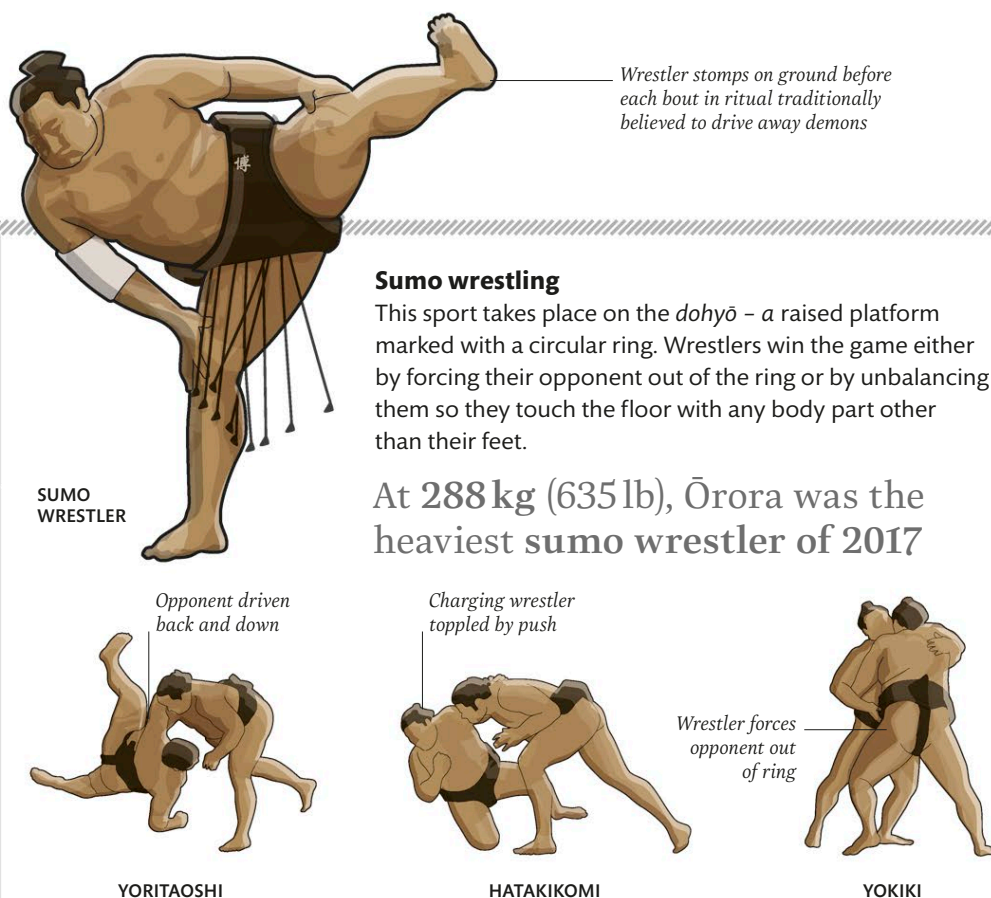 Wrestler stomps on ground before
each bout in ritual traditionally
believed to drive away demons
博
Sumo wrestling
This sport takes place on the dohyō – a raised platform
marked with a circular ring. Wrestlers win the game either
by forcing their opponent out of the ring or by unbalancing
them so they touch the floor with any body part other
than their feet.
SUMO
WRESTLER
At 288 kg (635 lb), Ōrora was the
heaviest sumo wrestler of 2017
Opponent driven
back and down
Charging wrestler
toppled by push
Wrestler forces
opponent out
of ring
YORITAOSHI
HATAKIKOMI
YOKIKI